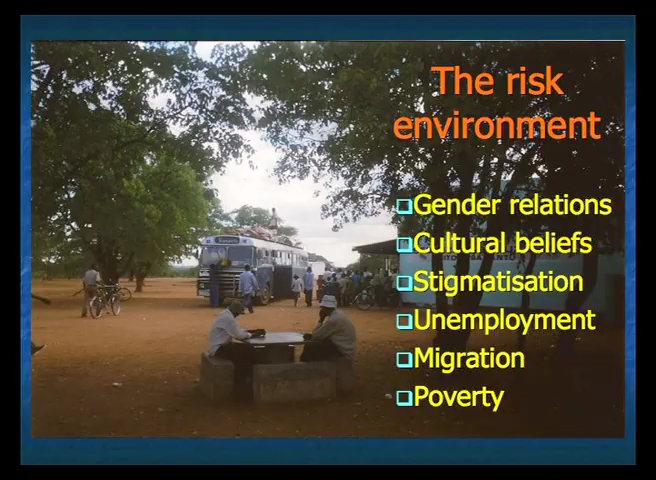 The risk
environment
Gender relations
Cultural beliefs
Stigmatisation
Unemployment
Migration
Poverty